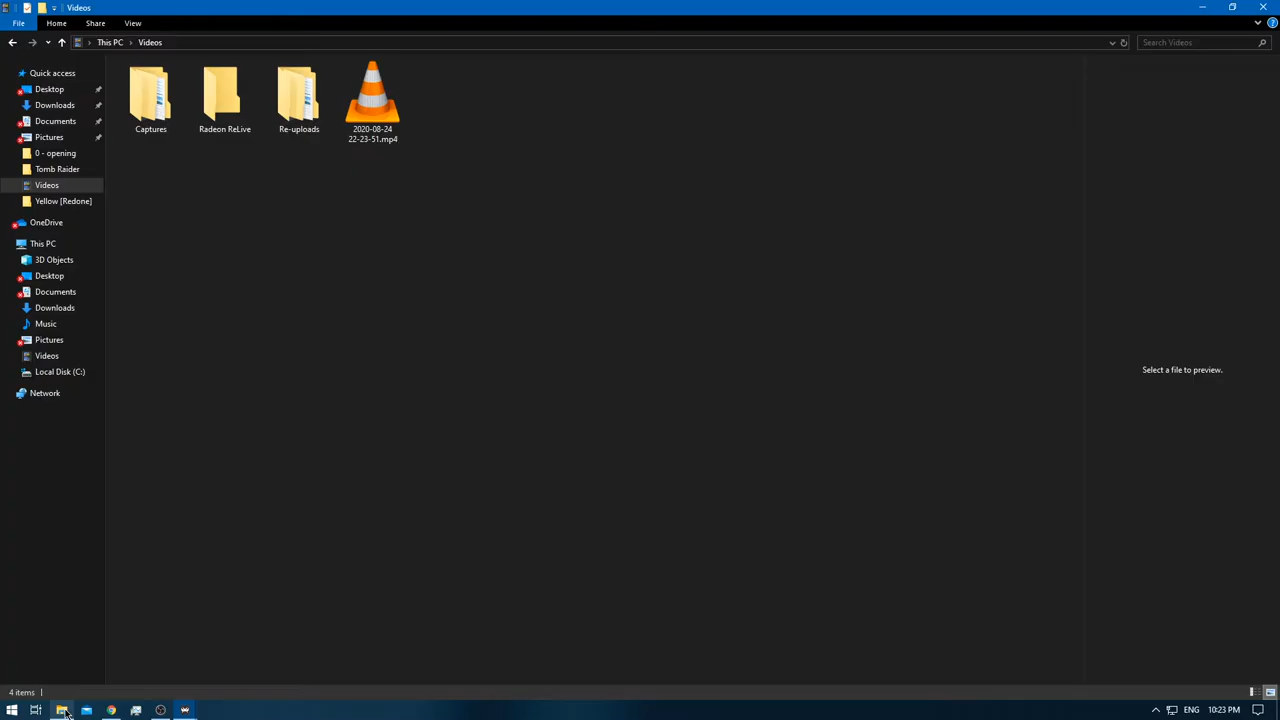 Videos
File
Home
Share
View
This PC
Videos
Search Videos
Quick access
Desktop
Downloads
Documents
Pictures
0 - opening
Tomb Raider
Videos
Yellow [Redone]
OneDrive
This PC
3D Objects
Desktop
Documents
Downloads
Music
Pictures
Videos
Local Disk (C:)
Network
Captures
Radeon ReLive
Re-uploads
2020-08-24
22-23-51.mp4
Select a file to preview.
4 items
ENG
10:23 PM